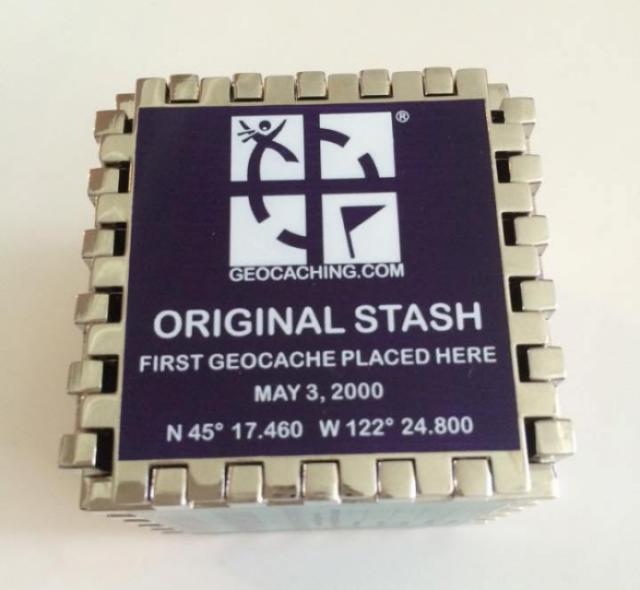 ®
GEOCACHING.COM
ORIGINAL STASH
FIRST GEOCACHE PLACED HERE
MAY 3, 2000
N 45° 17.460 W 122° 24.800